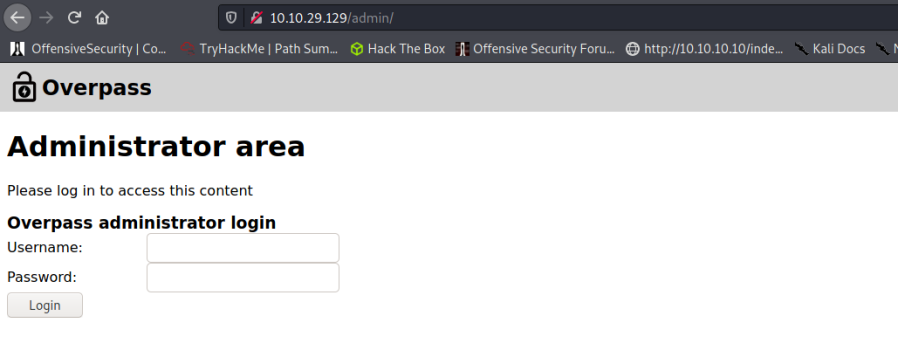 10.10.29.129/admin/
OffensiveSecurity | Co... TryHackMe | Path Sum... Hack The Box Offensive Security Foru... http://10.10.10.10/inde... Kali Docs
Overpass
Administrator area
Please log in to access this content
Overpass administrator login
Username:
Password:
Login